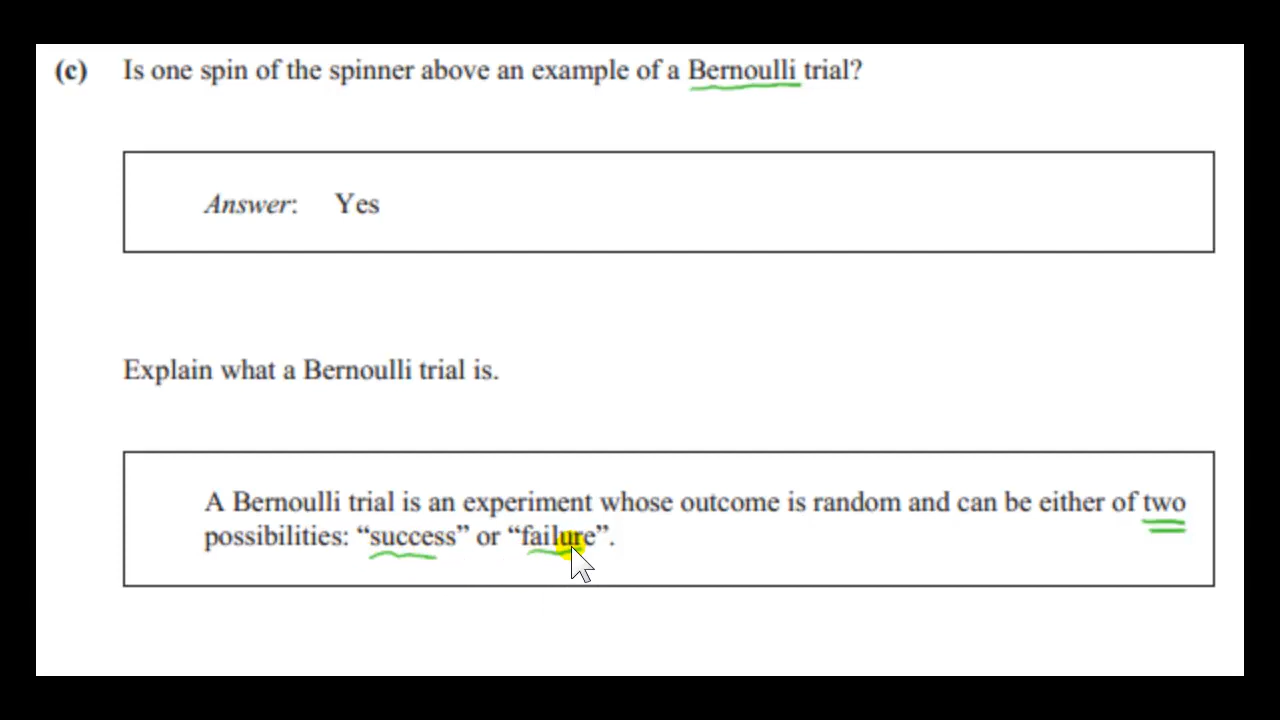 (c) Is one spin of the spinner above an example of a Bernoulli trial?
Answer: Yes
Explain what a Bernoulli trial is.
A Bernoulli trial is an experiment whose outcome is random and can be either of two
possibilities: “success” or “failure”.